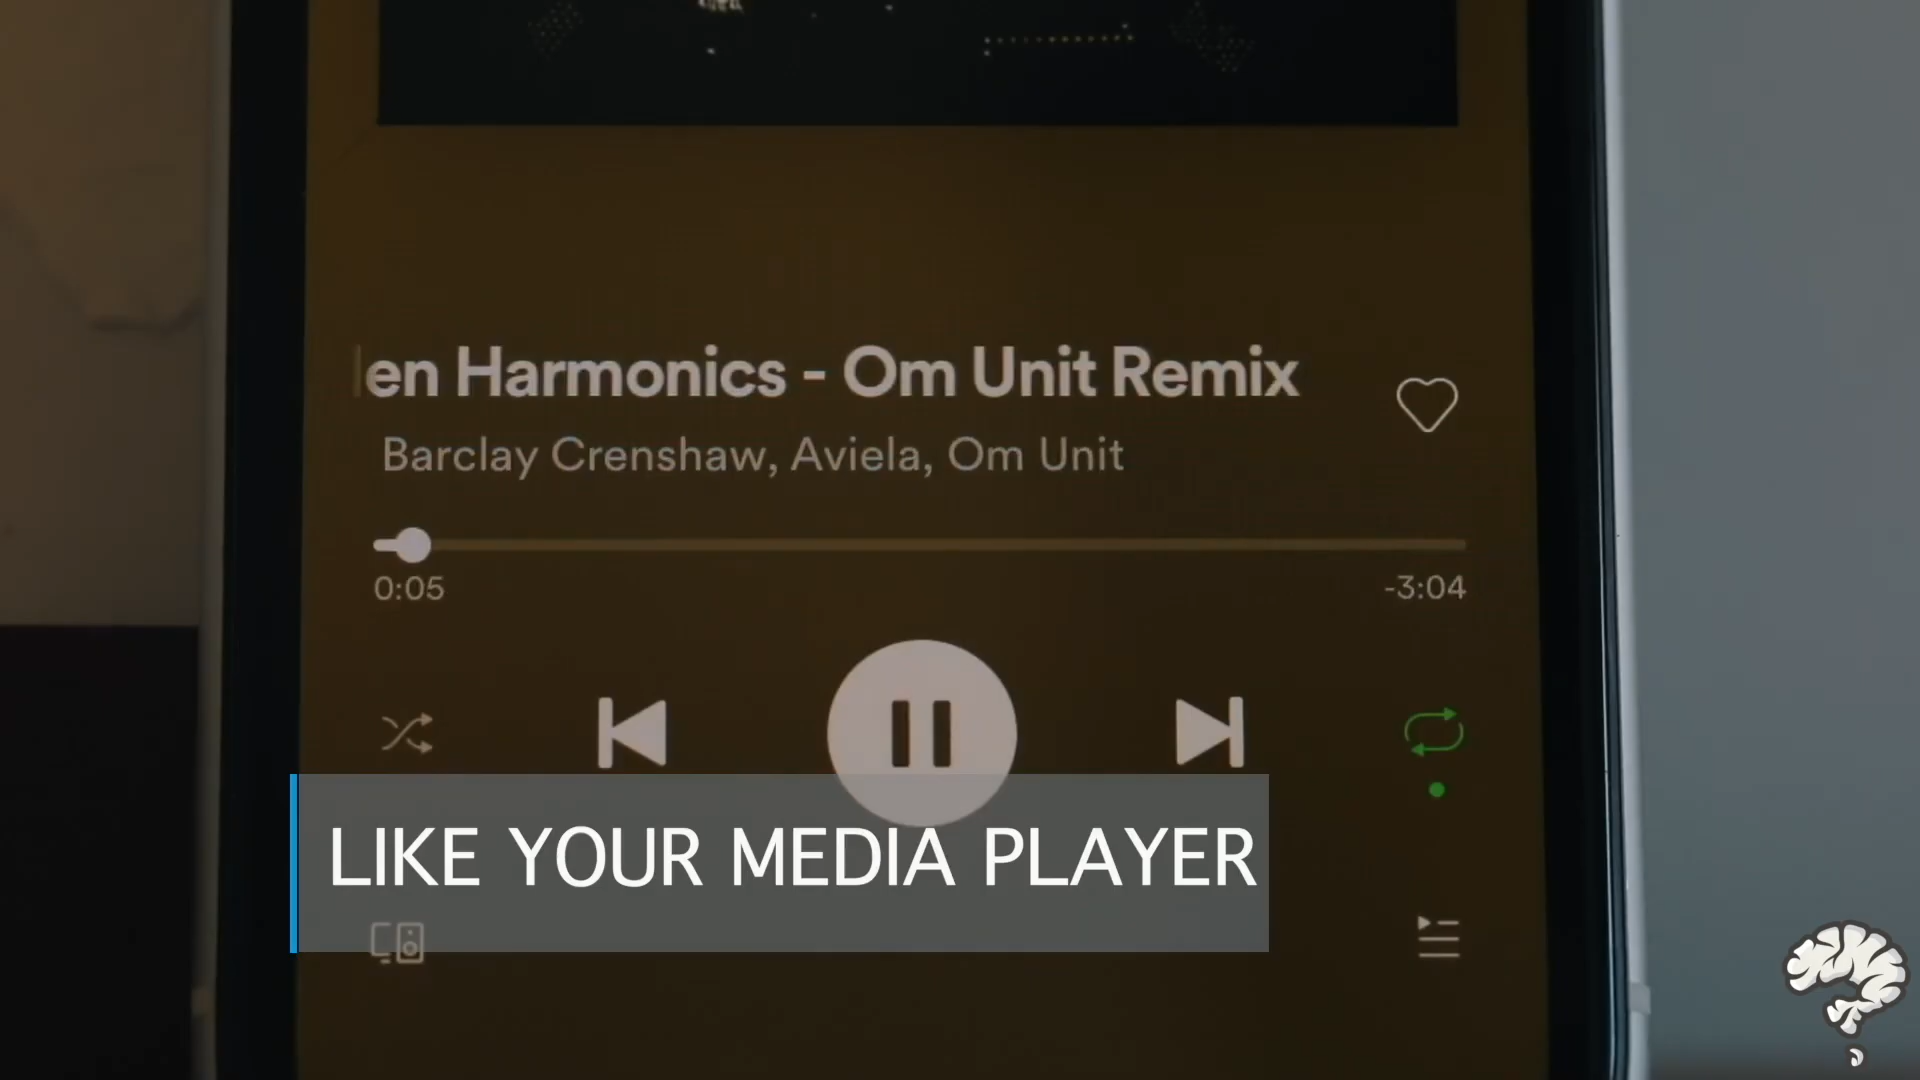 en Harmonics - Om Unit Remix
Barclay Crenshaw, Aviela, Om Unit
0:05
-3:04
LIKE YOUR MEDIA PLAYER